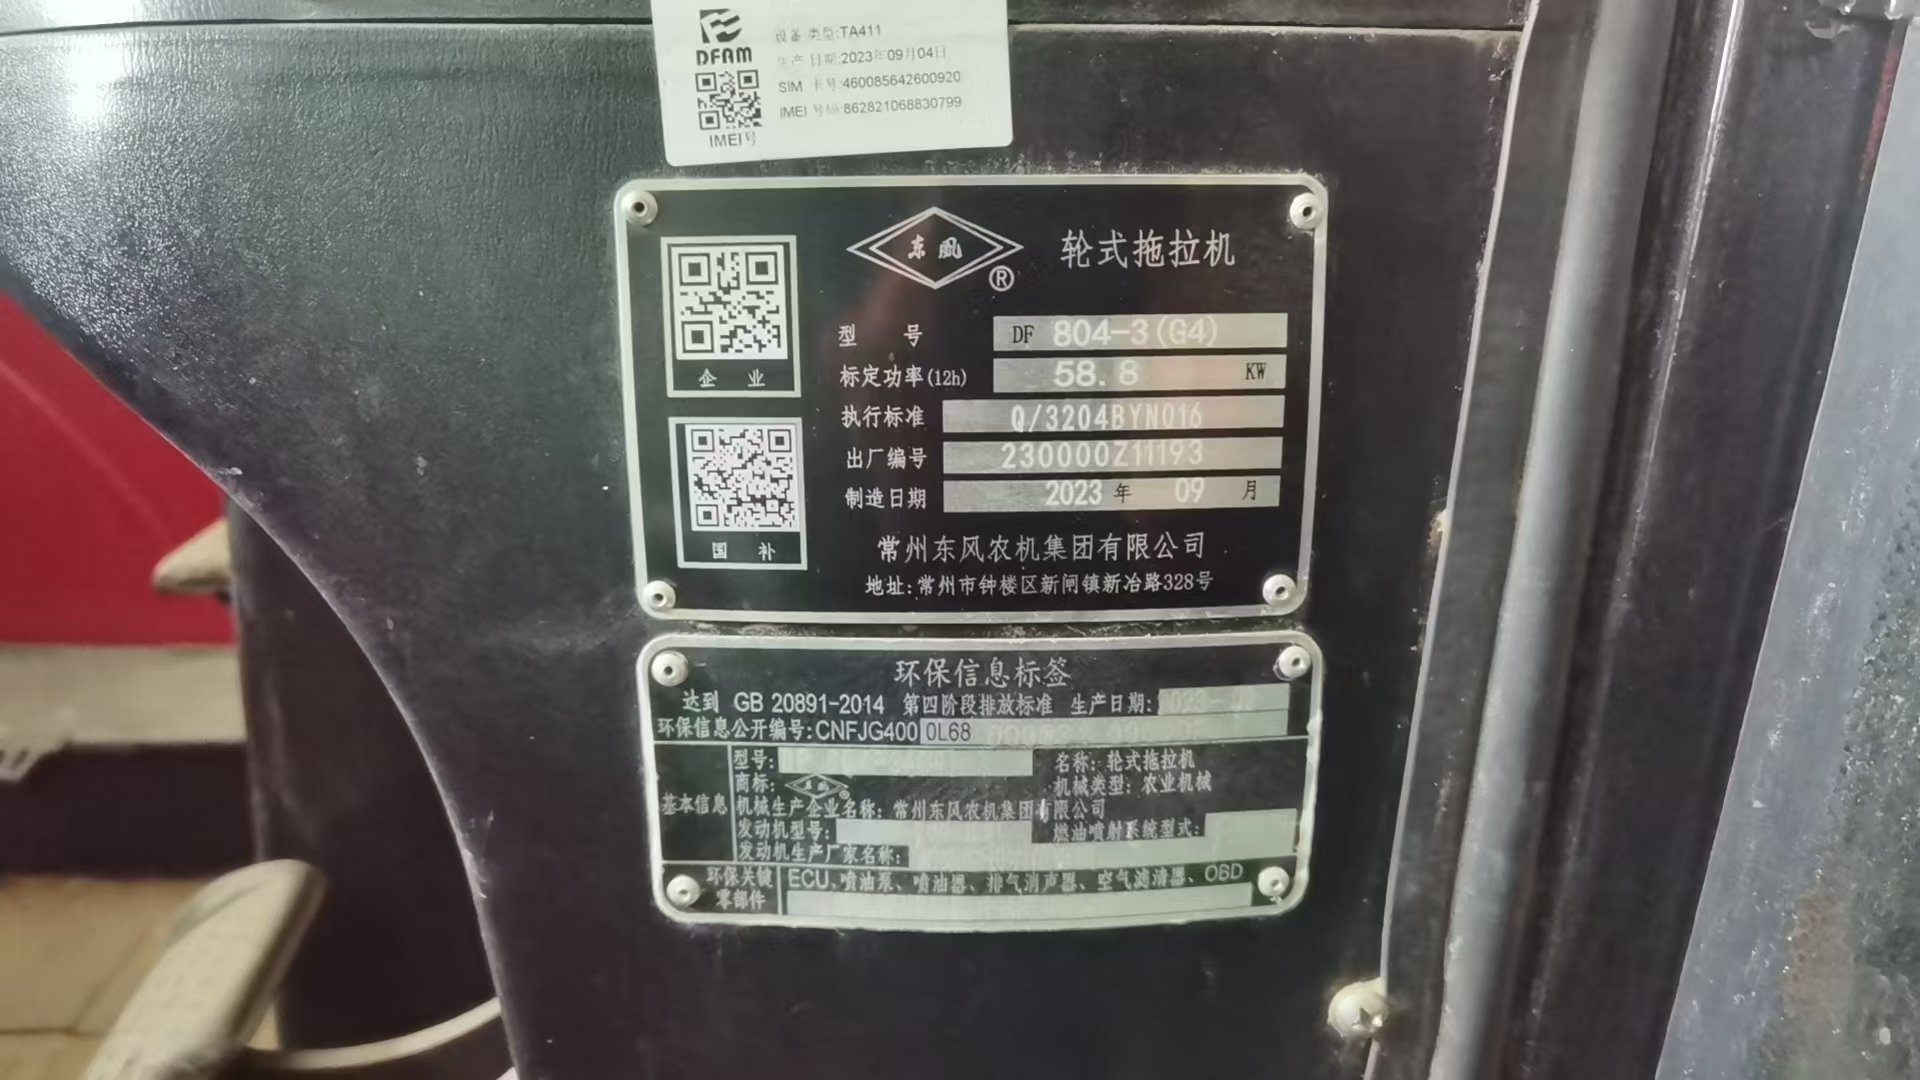 DFAM
设备 类型:TA411
生产 日期:2023年09月04日
SIM 卡号:460085642600920
IMEI 号码:862821068830799
IMEI号
东风 ® 轮式拖拉机
企 业
型 号 DF 804-3(G4)
标定功率(12h) 58.8 KW
执行标准 Q/3204BYN016
出厂编号 230000Z11193
制造日期 2023 年 09 月
国 补
常州东风农机集团有限公司
地址:常州市钟楼区新闸镇新冶路328号
环保信息标签
达到 GB 20891-2014 第四阶段排放标准 生产日期:
环保信息公开编号:CNFJG400 0L68
基本信息
型号: 名称: 轮式拖拉机
商标: 东风 ® 机械类型: 农业机械
机械生产企业名称: 常州东风农机集团有限公司
发动机型号: 燃油喷射系统型式:
发动机生产厂家名称:
环保关键零部件 ECU、喷油泵、喷油器、排气消声器、空气滤清器、OBD